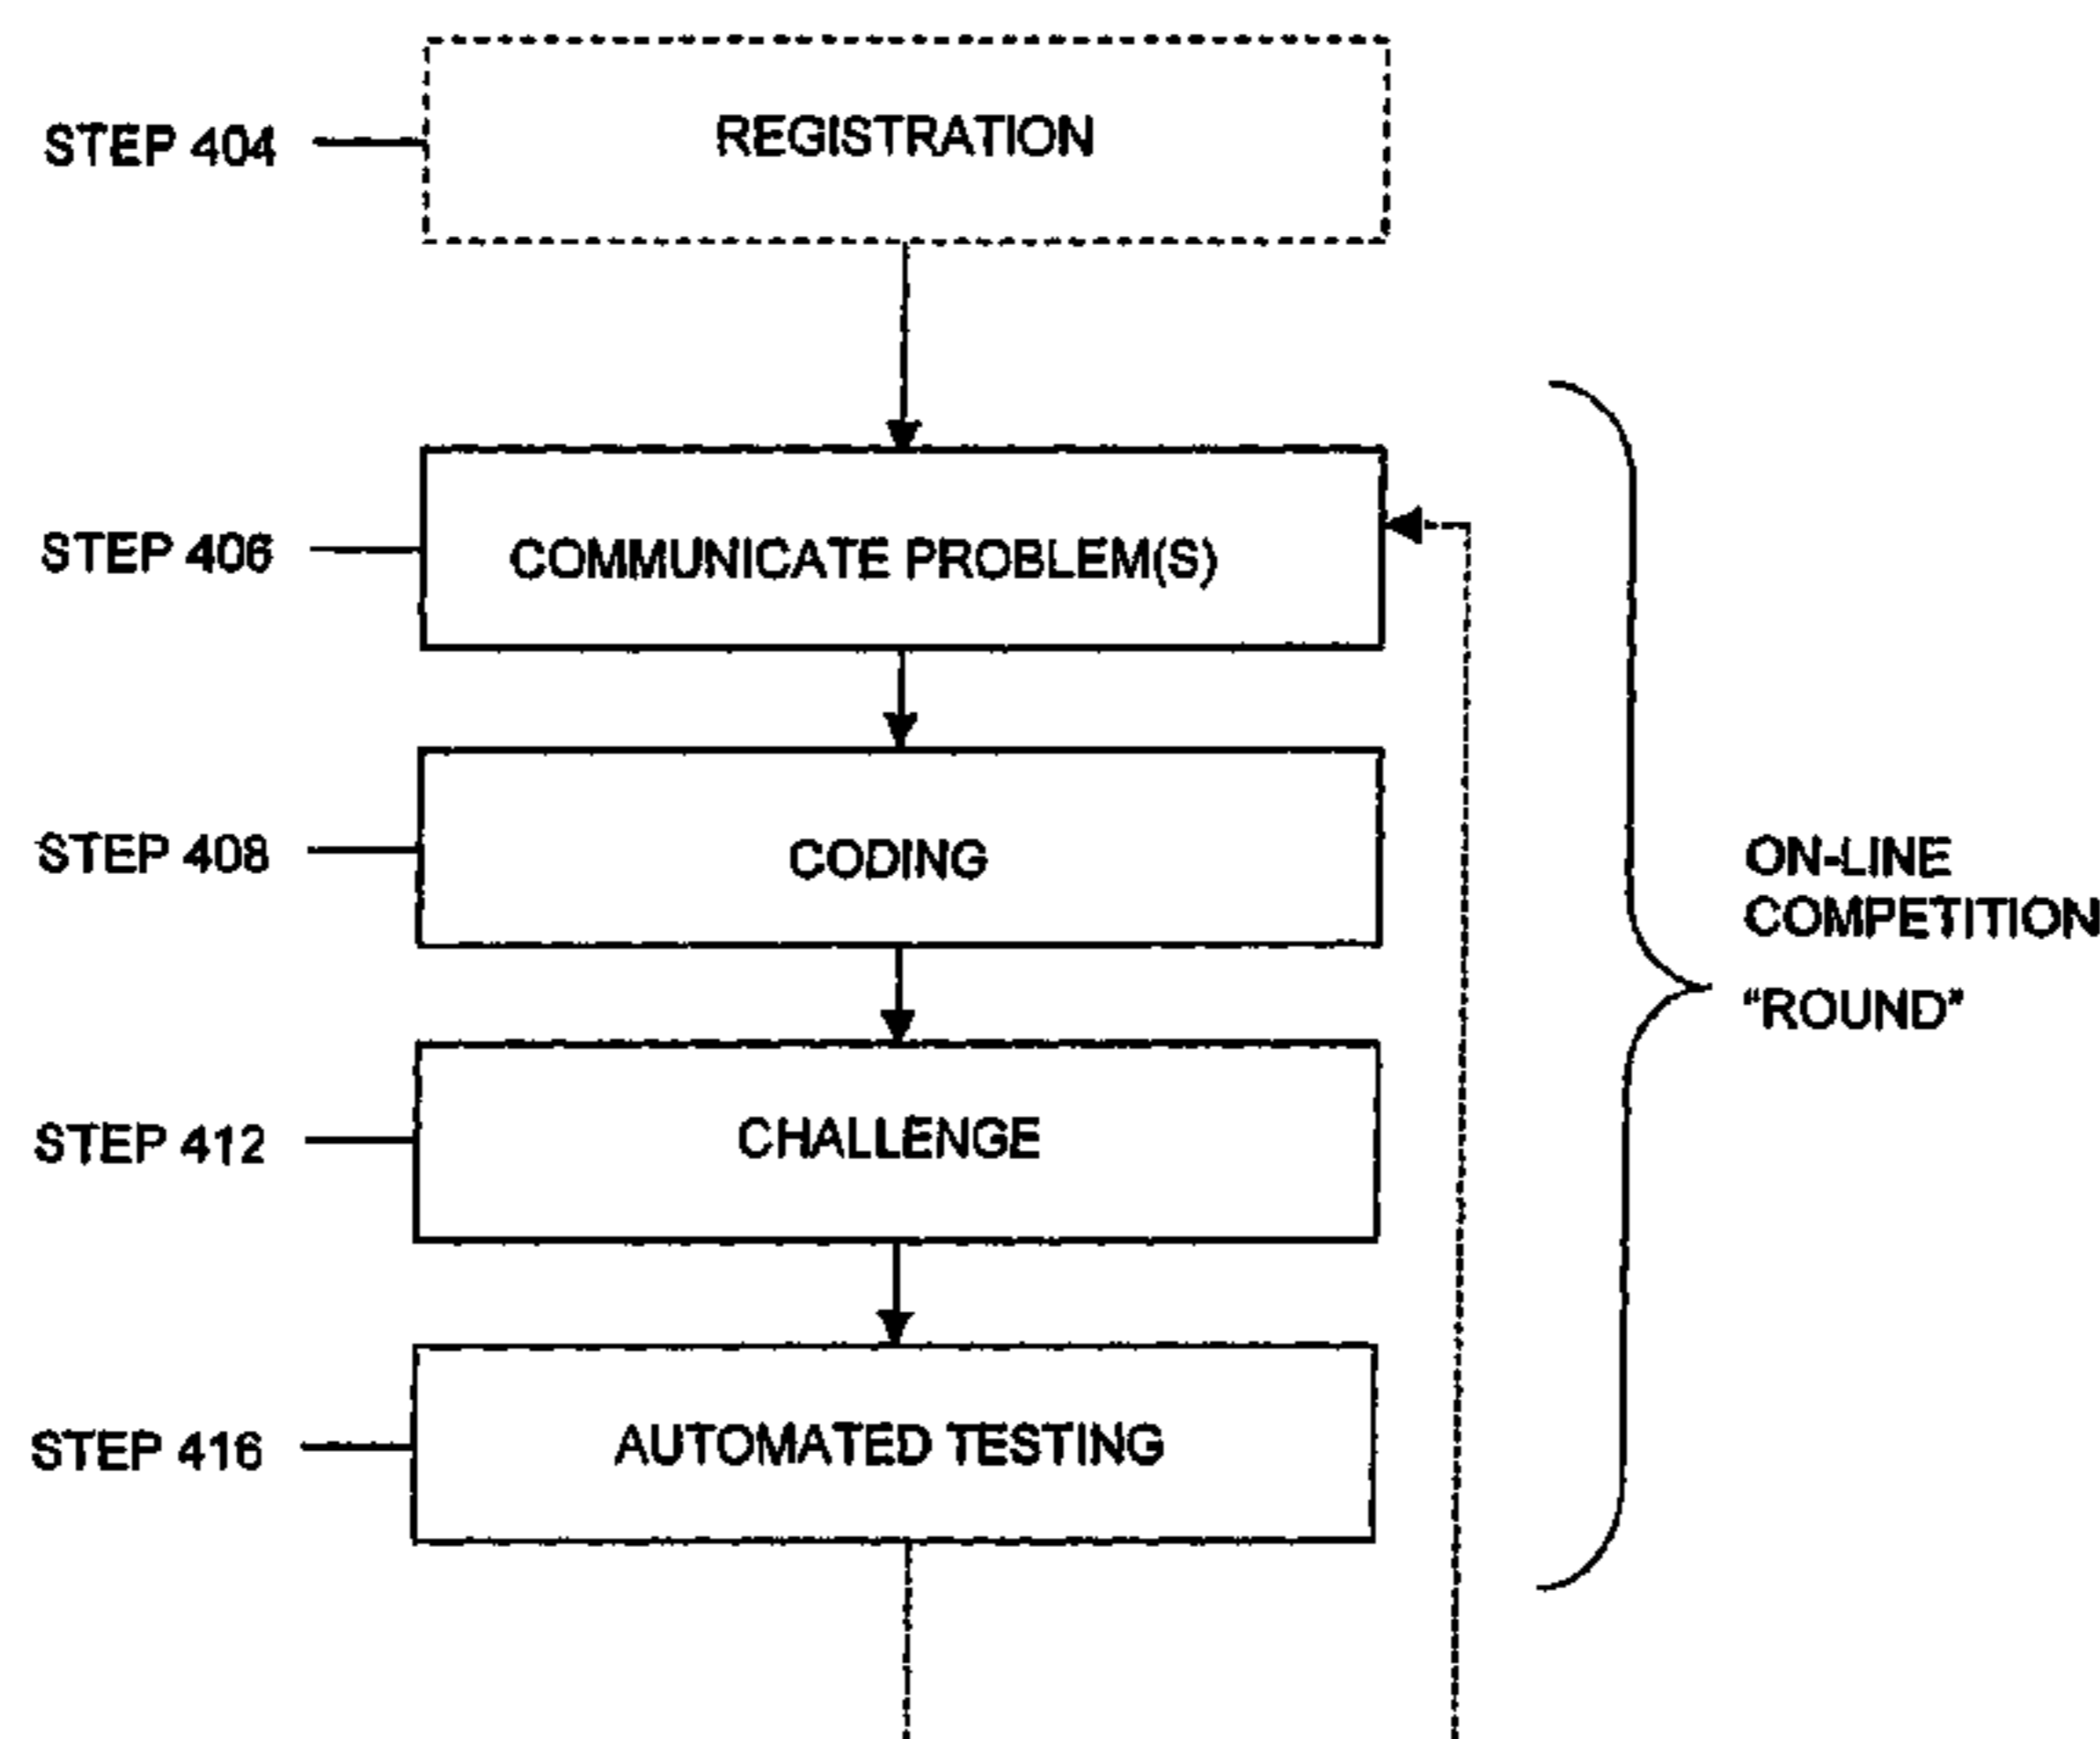 STEP 404
REGISTRATION
STEP 406
COMMUNICATE PROBLEM(S)
STEP 408
CODING
ON-LINE
COMPETITION
"ROUND"
STEP 412
CHALLENGE
STEP 416
AUTOMATED TESTING